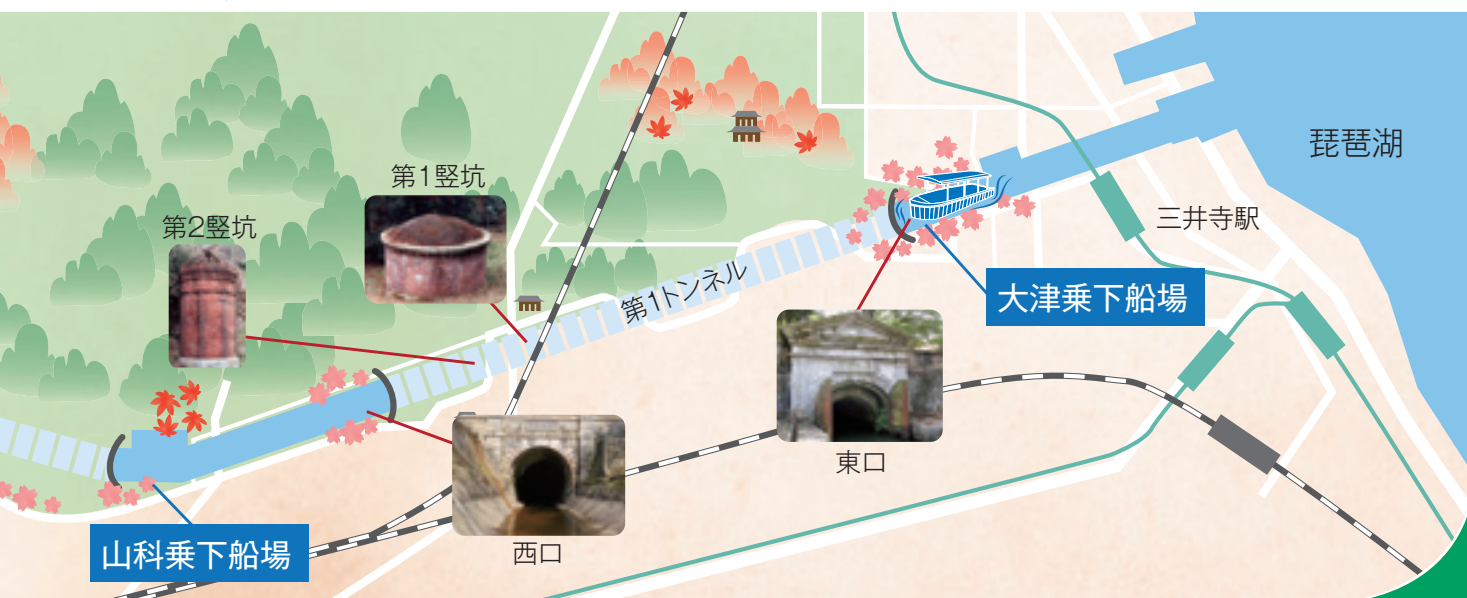 琵琶湖
第1竪坑
三井寺駅
第2竪坑
第1トンネル
大津乗下船場
東口
西口
山科乗下船場